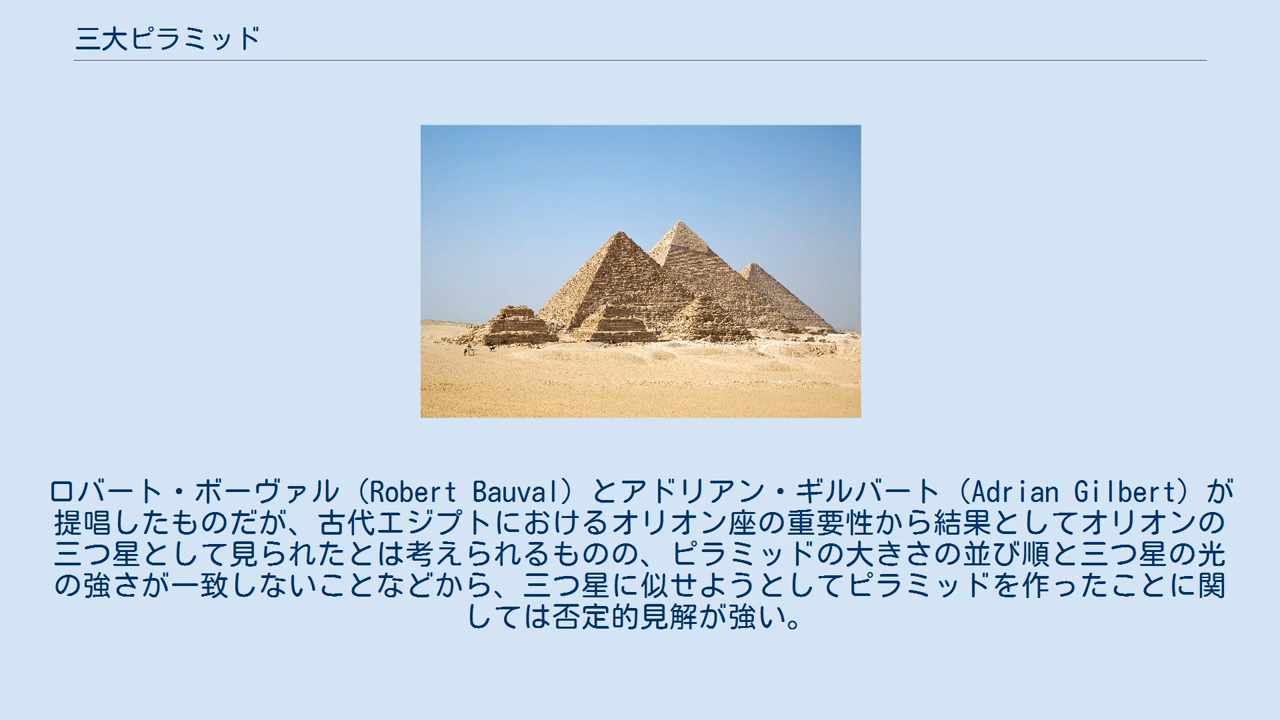 三大ピラミッド
ロバート・ボーヴァル（Robert Bauval）とアドリアン・ギルバート（Adrian Gilbert）が
提唱したものだが、古代エジプトにおけるオリオン座の重要性から結果としてオリオンの
三つ星として見られたとは考えられるものの、ピラミッドの大きさの並び順と三つ星の光
の強さが一致しないことなどから、三つ星に似せようとしてピラミッドを作ったことに関
しては否定的見解が強い。